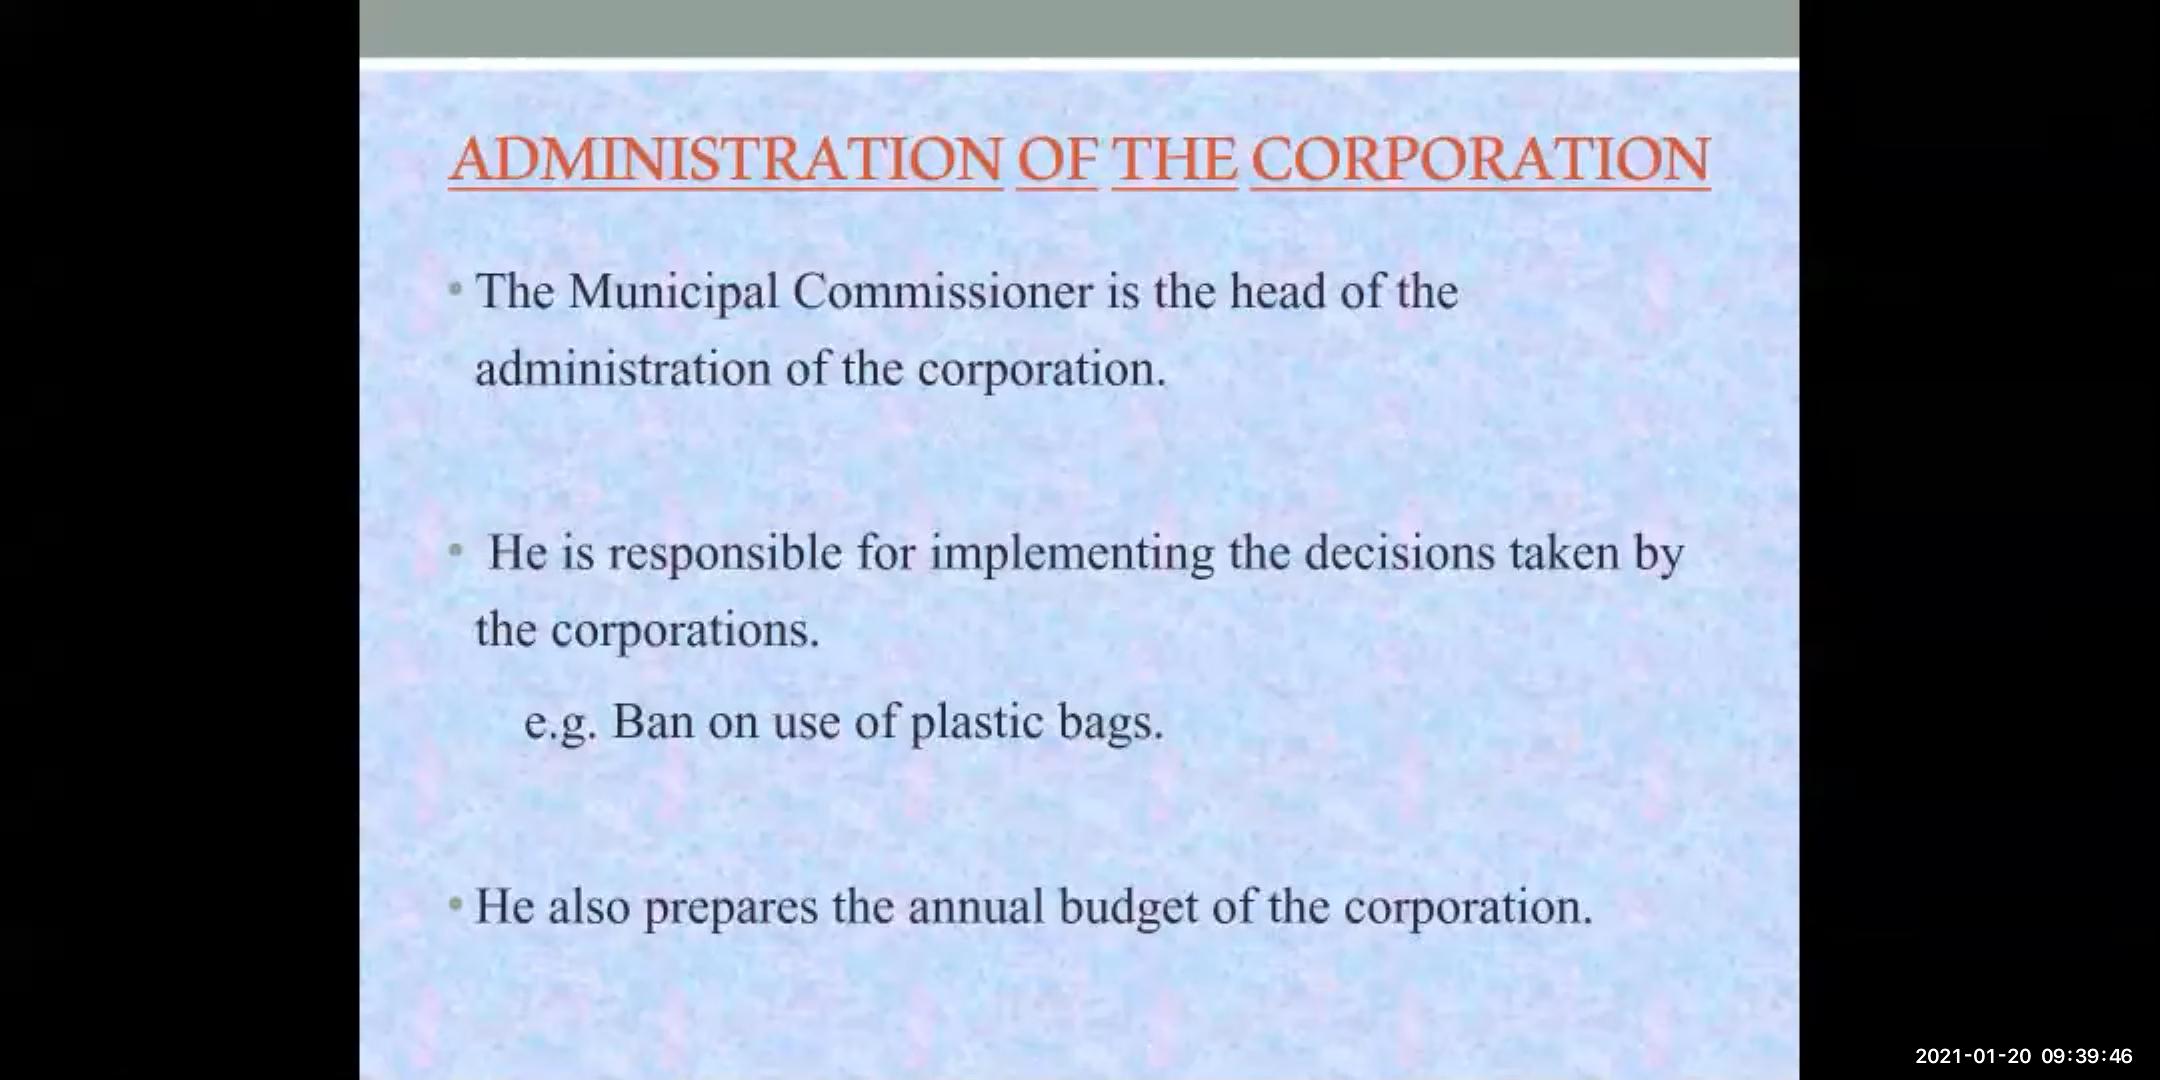 ADMINISTRATION OF THE CORPORATION
• The Municipal Commissioner is the head of the
administration of the corporation.
• He is responsible for implementing the decisions taken by
the corporations.
e.g. Ban on use of plastic bags.
• He also prepares the annual budget of the corporation.
2021-01-20 09:39:46